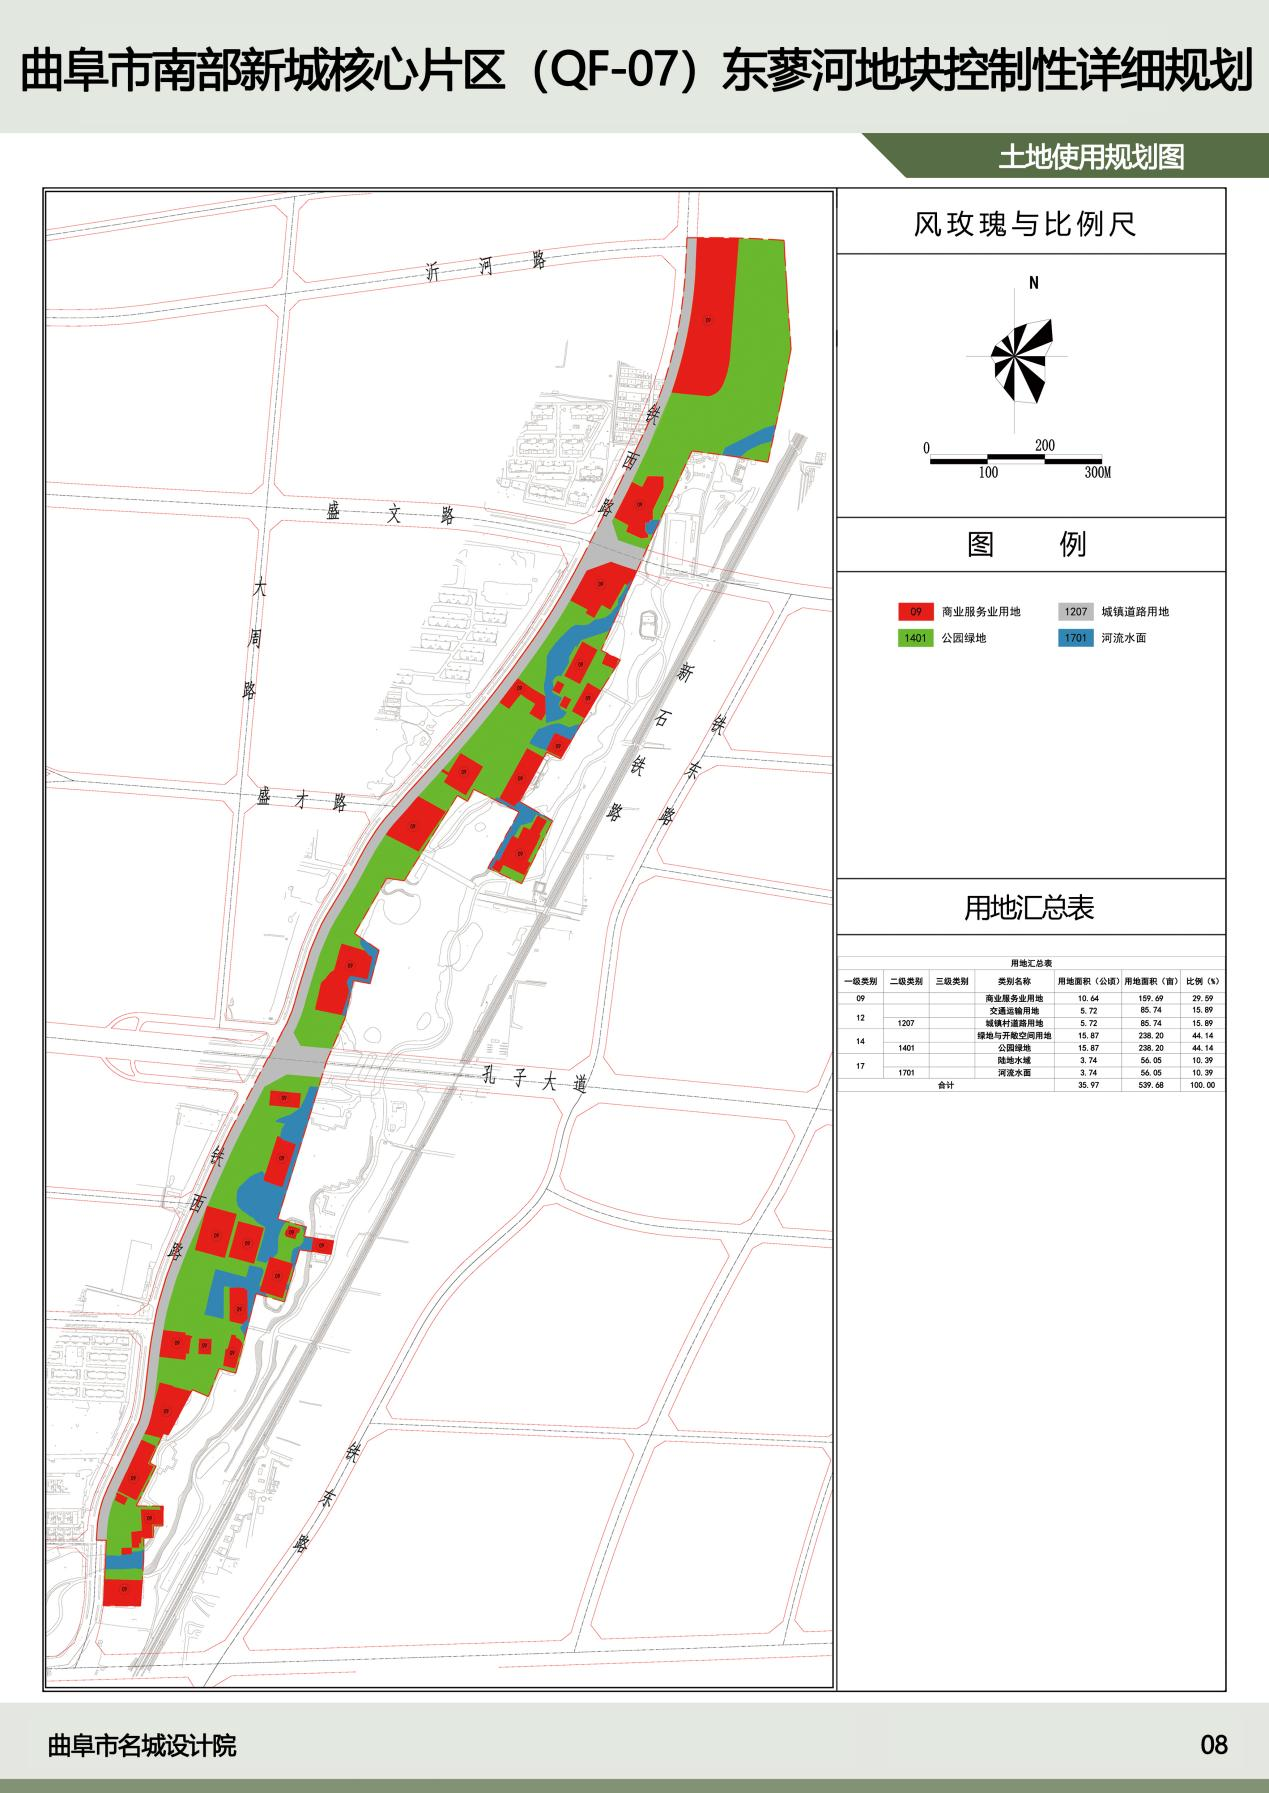 曲阜市南部新城核心片区（QF-07）东蓼河地块控制性详细规划
土地使用规划图
风玫瑰与比例尺
N
0 200
100 300M
图 例
09 商业服务业用地 1207 城镇道路用地
1401 公园绿地 1701 河流水面
用地汇总表
用地汇总表
一级类别 二级类别 三级类别 类别名称 用地面积（公顷） 用地面积（亩） 比例（%）
09 商业服务业用地 10.64 159.69 29.59
12 交通运输用地 5.72 85.74 15.89
1207 城镇村道路用地 5.72 85.74 15.89
14 绿地与开敞空间用地 15.87 238.20 44.14
1401 公园绿地 15.87 238.20 44.14
17 陆地水域 3.74 56.05 10.39
1701 河流水面 3.74 56.05 10.39
合计 35.97 539.68 100.00
沂河路
铁西路
盛文路
大周路
盛才路
新石铁路
铁东路
孔子大道
铁西路
铁东路
曲阜市名城设计院
08